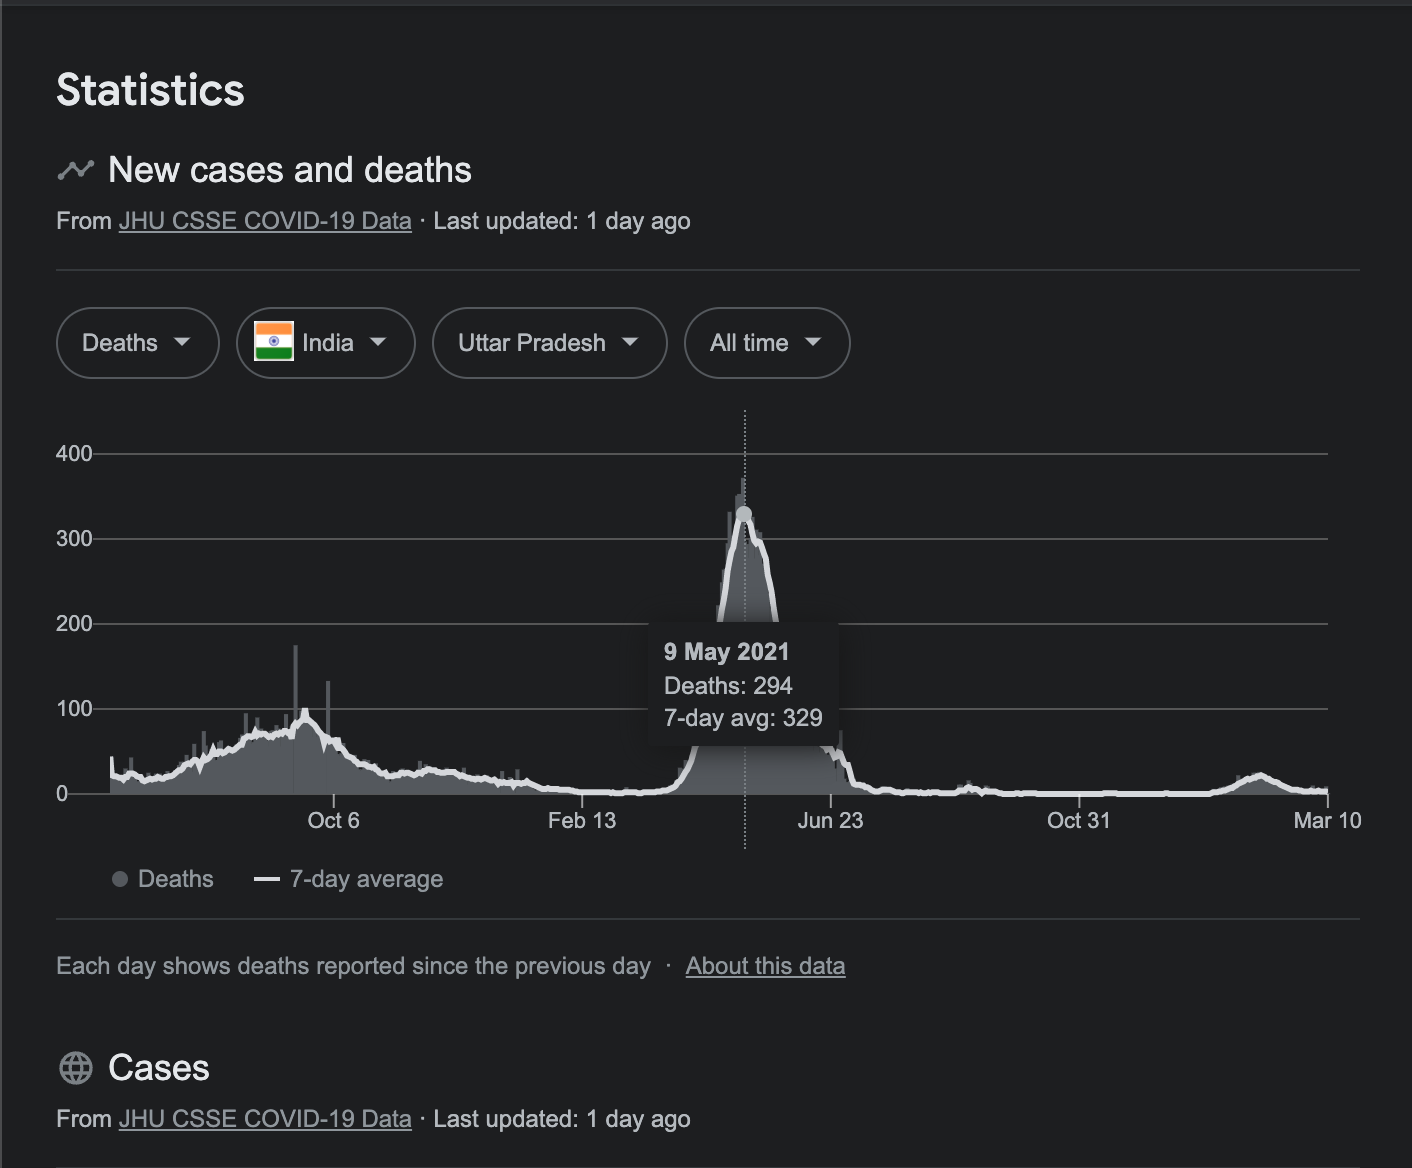 Statistics
New cases and deaths
From JHU CSSE COVID-19 Data · Last updated: 1 day ago
Deaths India Uttar Pradesh All time
400
300
200
100
0
9 May 2021
Deaths: 294
7-day avg: 329
Oct 6 Feb 13 Jun 23 Oct 31 Mar 10
Deaths 7-day average
Each day shows deaths reported since the previous day · About this data
Cases
From JHU CSSE COVID-19 Data · Last updated: 1 day ago